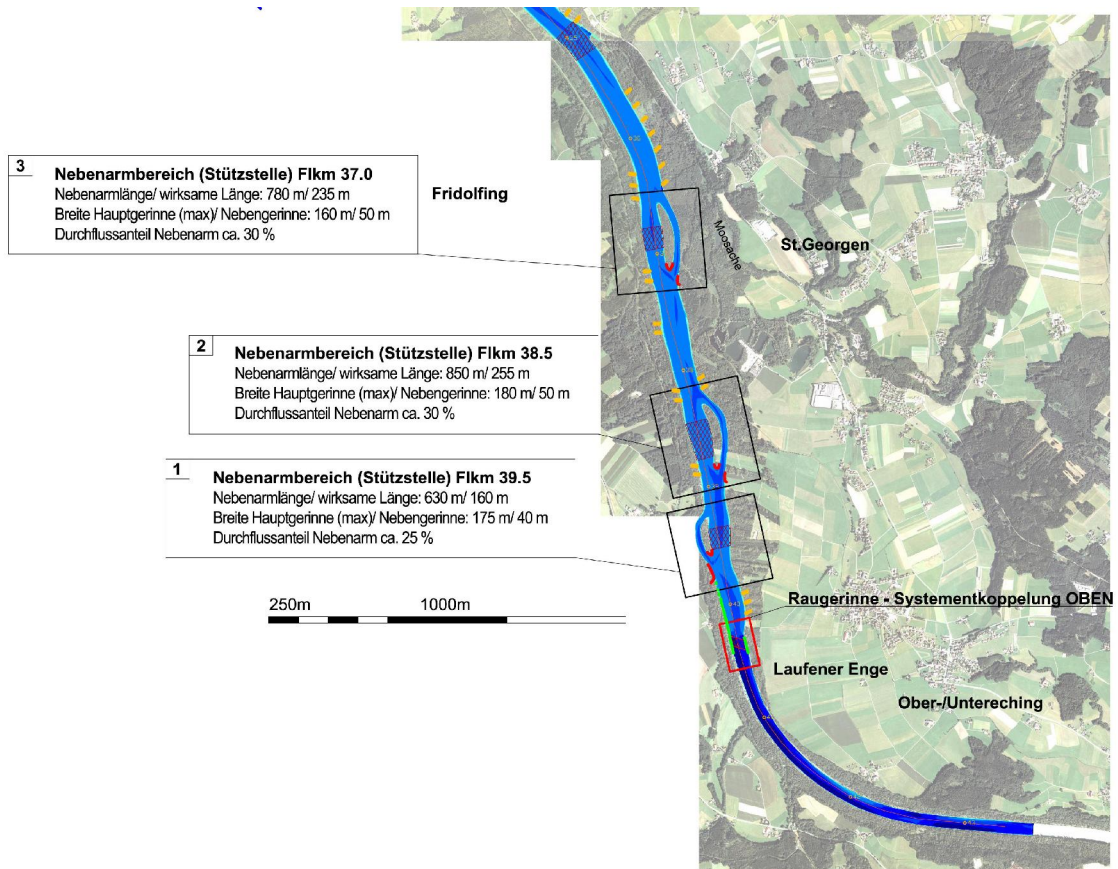 3
Nebenarmbereich (Stützstelle) Flkm 37.0
Nebenarmlänge/ wirksame Länge: 780 m/ 235 m
Breite Hauptgerinne (max)/ Nebengerinne: 160 m/ 50 m
Durchflussanteil Nebenarm ca. 30 %
Fridolfing
Moosache
St.Georgen
2
Nebenarmbereich (Stützstelle) Flkm 38.5
Nebenarmlänge/ wirksame Länge: 850 m/ 255 m
Breite Hauptgerinne (max)/ Nebengerinne: 180 m/ 50 m
Durchflussanteil Nebenarm ca. 30 %
1
Nebenarmbereich (Stützstelle) Flkm 39.5
Nebenarmlänge/ wirksame Länge: 630 m/ 160 m
Breite Hauptgerinne (max)/ Nebengerinne: 175 m/ 40 m
Durchflussanteil Nebenarm ca. 25 %
250m 1000m
Raugerinne - Systementkoppelung OBEN
Laufener Enge
Ober-/Untereching